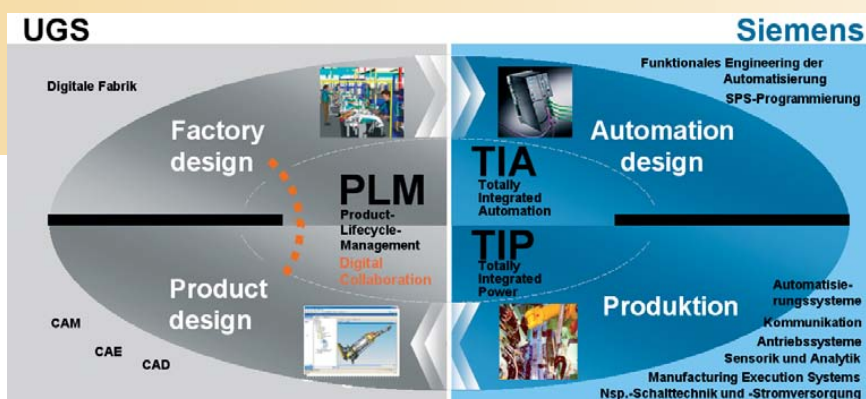 UGS
Siemens
Digitale Fabrik
Funktionales Engineering der
Automatisierung
SPS-Programmierung
Factory
design
Automation
design
PLM
Product-
Lifecycle-
Management
Digital
Collaboration
TIA
Totally
Integrated
Automation
TIP
Totally
Integrated
Power
Product
design
Produktion
CAM
CAE
CAD
Automatisie-
rungssysteme
Kommunikation
Antriebssysteme
Sensorik und Analytik
Manufacturing Execution Systems
Nsp.-Schalttechnik und -Stromversorgung